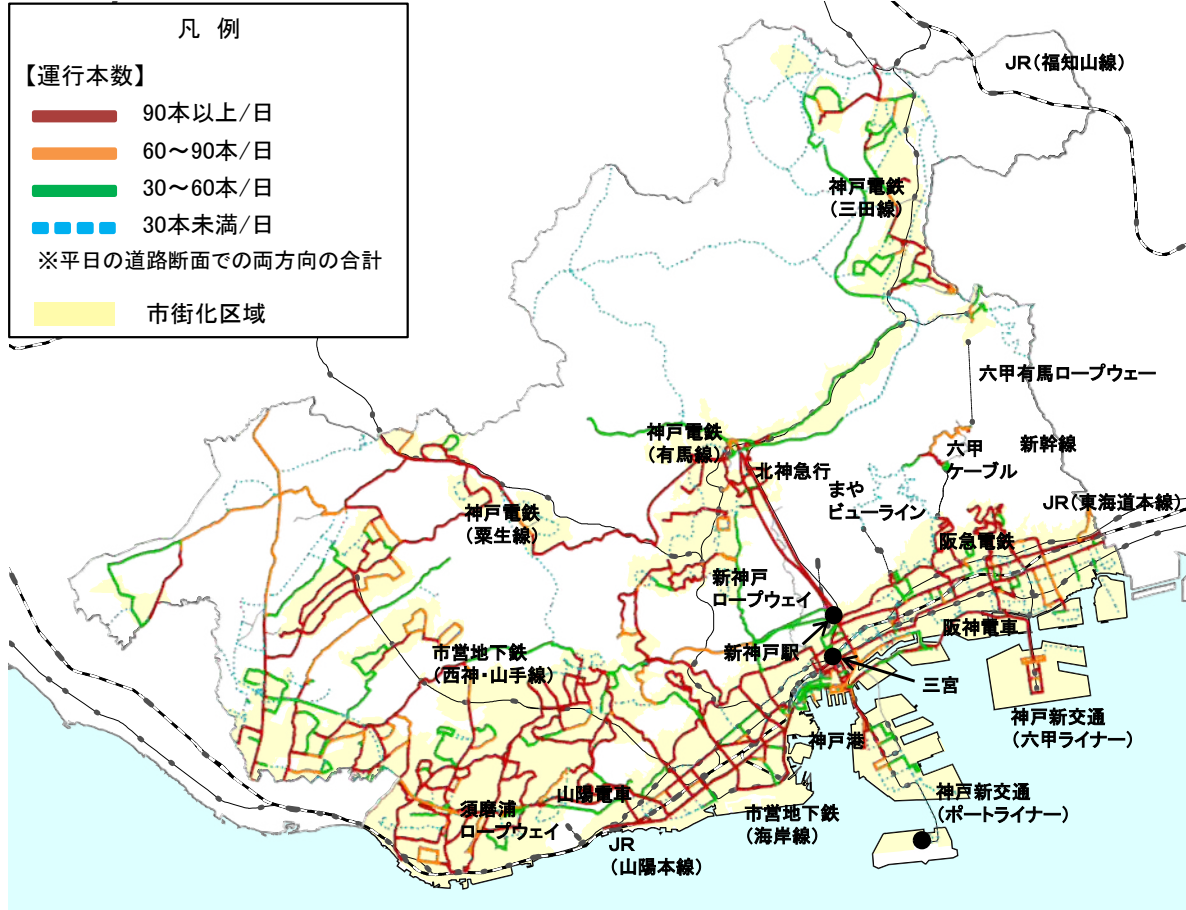 凡 例
【運行本数】
90本以上/日
60～90本/日
30～60本/日
30本未満/日
※平日の道路断面での両方向の合計
市街化区域
JR(福知山線)
神戸電鉄
(三田線)
六甲有馬ロープウェー
神戸電鉄
(有馬線)
六甲
ケーブル
新幹線
北神急行
まや
ビューライン
JR(東海道本線)
神戸電鉄
(粟生線)
阪急電鉄
新神戸
ロープウェイ
阪神電車
市営地下鉄
(西神・山手線)
新神戸駅
三宮
神戸新交通
(六甲ライナー)
神戸港
山陽電車
神戸新交通
(ポートライナー)
須磨浦
ロープウェイ
市営地下鉄
(海岸線)
JR
(山陽本線)